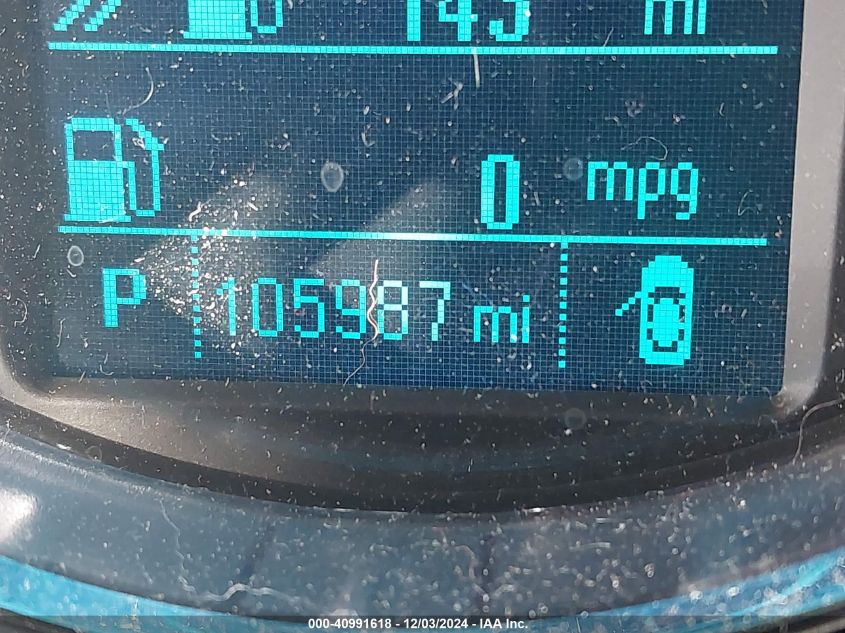 143 mi
0 mpg
P 105987 mi
000-40991618 - 12/03/2024 - IAA Inc.